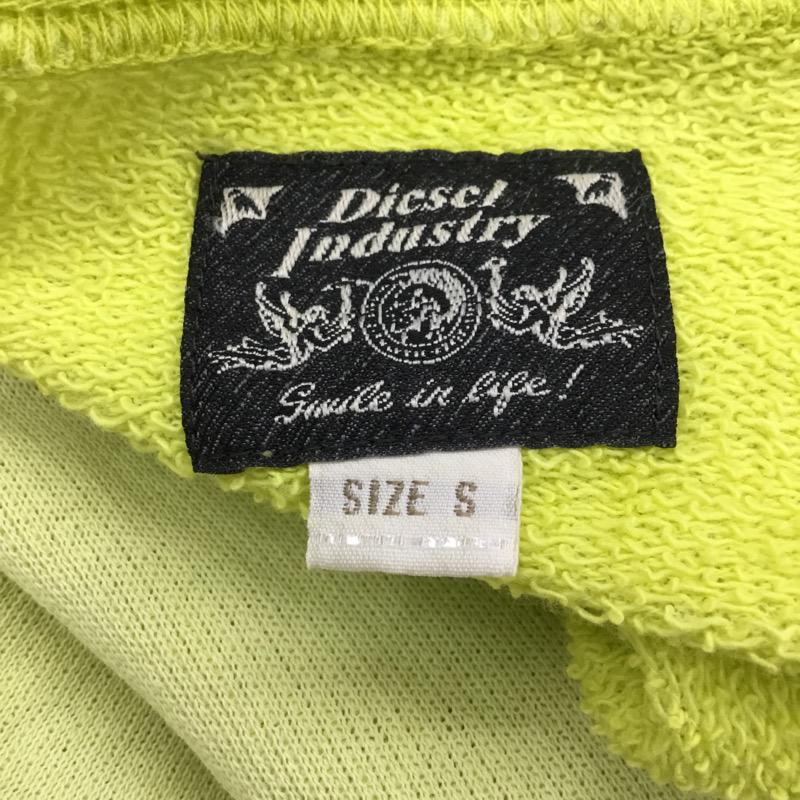 Diesel
Industry
Smile in life!
SIZE S